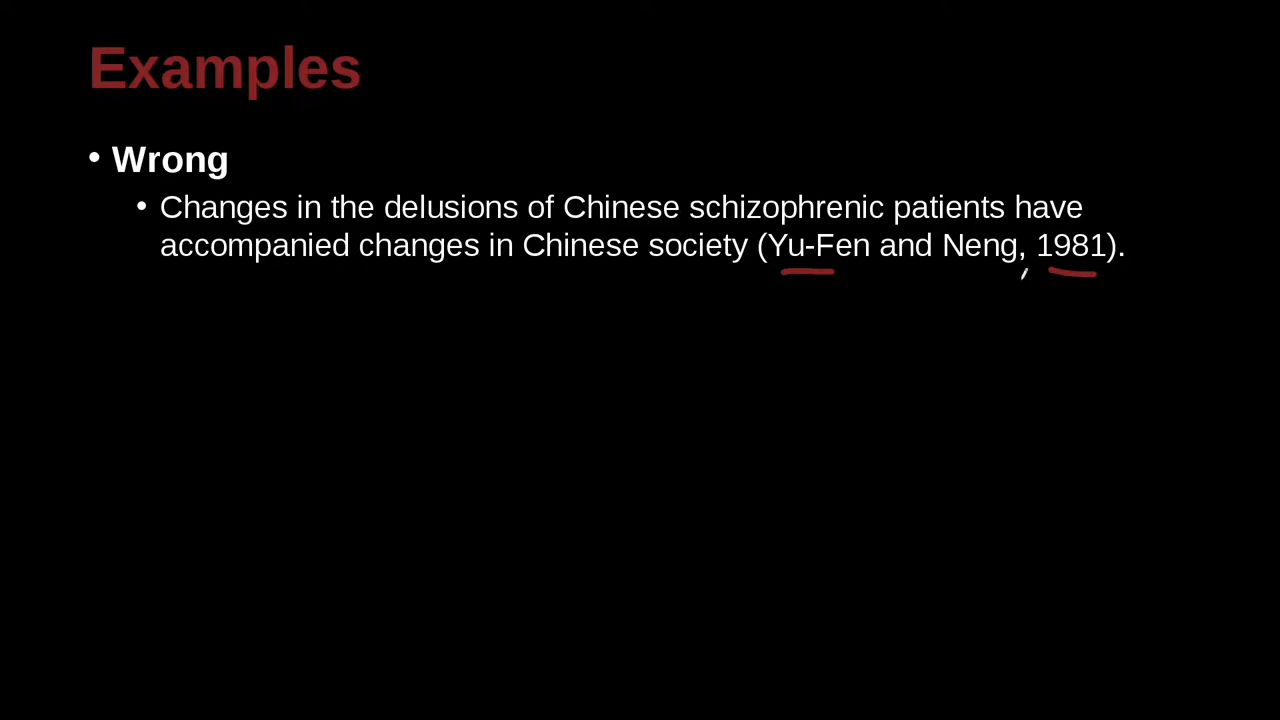 Examples
• Wrong
• Changes in the delusions of Chinese schizophrenic patients have
accompanied changes in Chinese society (Yu-Fen and Neng, 1981).